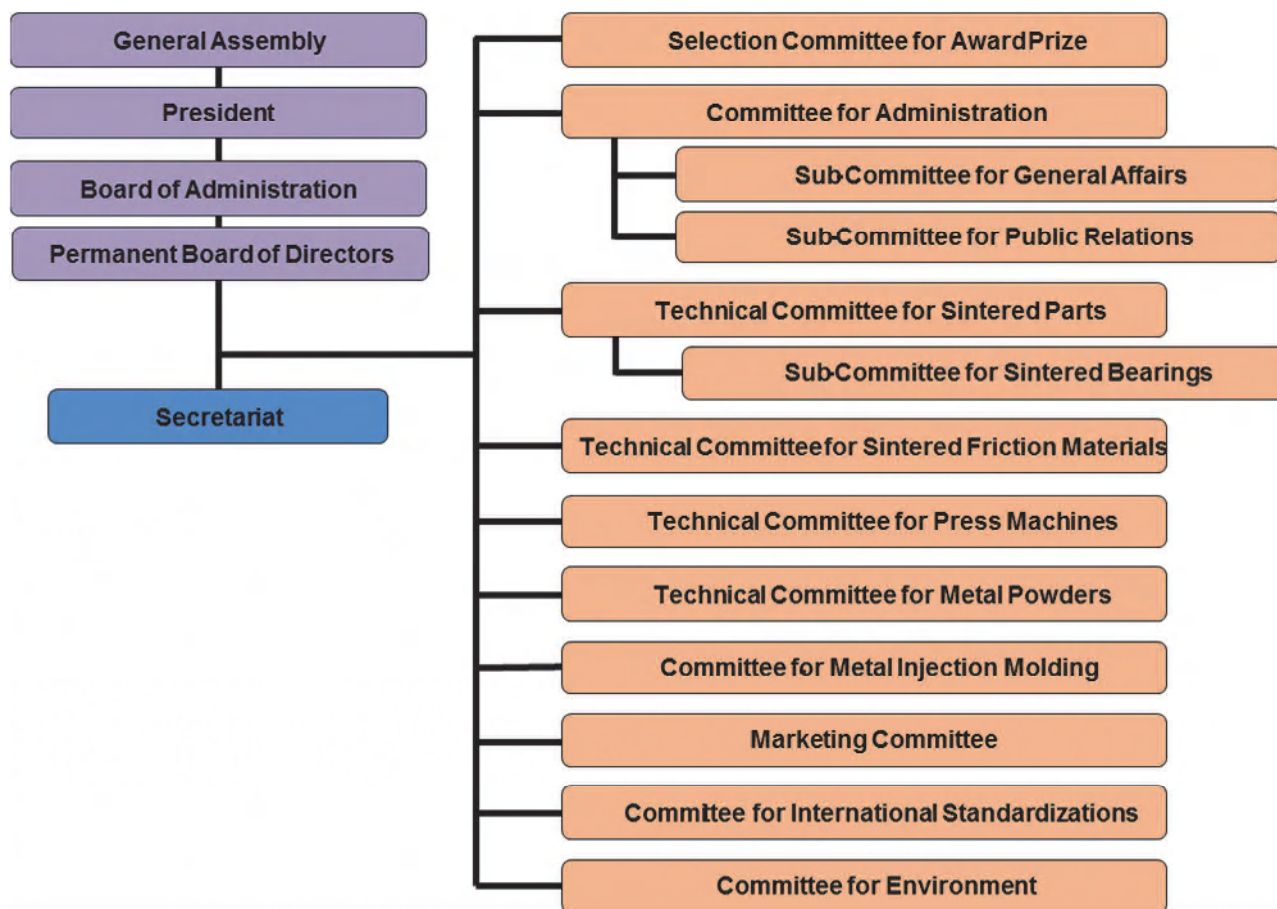 General Assembly
President
Board of Administration
Permanent Board of Directors
Secretariat
Selection Committee for Award Prize
Committee for Administration
Sub-Committee for General Affairs
Sub-Committee for Public Relations
Technical Committee for Sintered Parts
Sub-Committee for Sintered Bearings
Technical Committee for Sintered Friction Materials
Technical Committee for Press Machines
Technical Committee for Metal Powders
Committee for Metal Injection Molding
Marketing Committee
Committee for International Standardizations
Committee for Environment